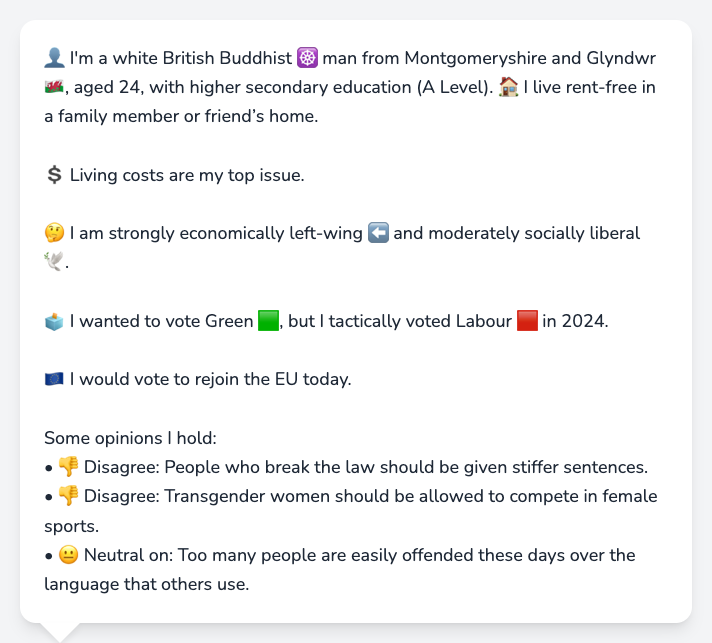 👤 I'm a white British Buddhist ☸️ man from Montgomeryshire and Glyndwr
🏴󠁧󠁢󠁷󠁬󠁳󠁿, aged 24, with higher secondary education (A Level). 🏠 I live rent-free in
a family member or friend’s home.
💲 Living costs are my top issue.
🤔 I am strongly economically left-wing ⬅️ and moderately socially liberal
🕊️.
🗳️ I wanted to vote Green 🟩, but I tactically voted Labour 🟥 in 2024.
🇪🇺 I would vote to rejoin the EU today.
Some opinions I hold:
• 👎 Disagree: People who break the law should be given stiffer sentences.
• 👎 Disagree: Transgender women should be allowed to compete in female
sports.
• 😐 Neutral on: Too many people are easily offended these days over the
language that others use.